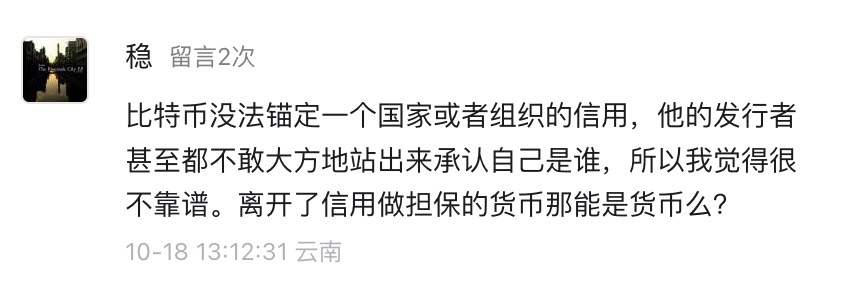 稳 留言2次
比特币没法锚定一个国家或者组织的信用，他的发行者
甚至都不敢大方地站出来承认自己是谁，所以我觉得很
不靠谱。离开了信用做担保的货币那能是货币么？
10-18 13:12:31 云南